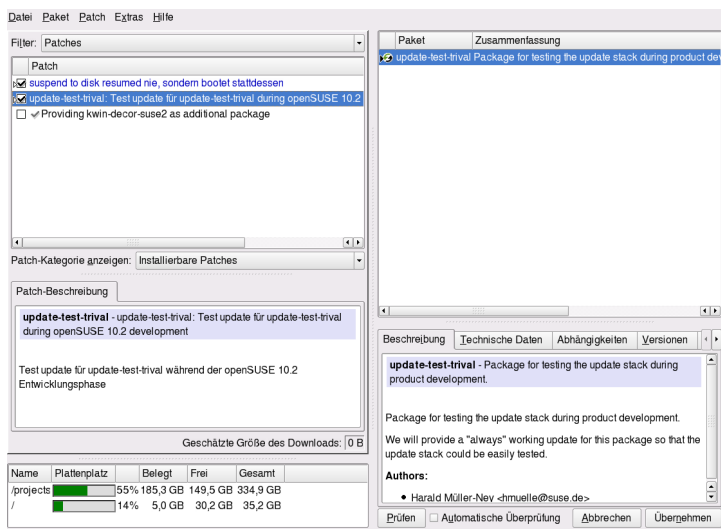 Datei Paket Patch Extras Hilfe
Filter: Patches
Patch
suspend to disk resumed nie, sondern bootet stattdessen
update-test-trival: Test update für update-test-trival during openSUSE 10.2
Providing kwin-decor-suse2 as additional package
Patch-Kategorie anzeigen: Installierbare Patches
Patch-Beschreibung
update-test-trival - update-test-trival: Test update für update-test-trival
during openSUSE 10.2 development
Test update für update-test-trival während der openSUSE 10.2
Entwicklungsphase
Geschätzte Größe des Downloads: 0 B
Name Plattenplatz Belegt Frei Gesamt
/projects 55% 185,3 GB 149,5 GB 334,9 GB
/ 14% 5,0 GB 30,2 GB 35,2 GB
Paket Zusammenfassung
update-test-trival Package for testing the update stack during product dev
Beschreibung Technische Daten Abhängigkeiten Versionen
update-test-trival - Package for testing the update stack during
product development.
Package for testing the update stack during product development.
We will provide a "always" working update for this package so that the
update stack could be easily tested.
Authors:
• Harald Müller-Ney <hmuelle@suse.de>
Prüfen Automatische Überprüfung Abbrechen Übernehmen